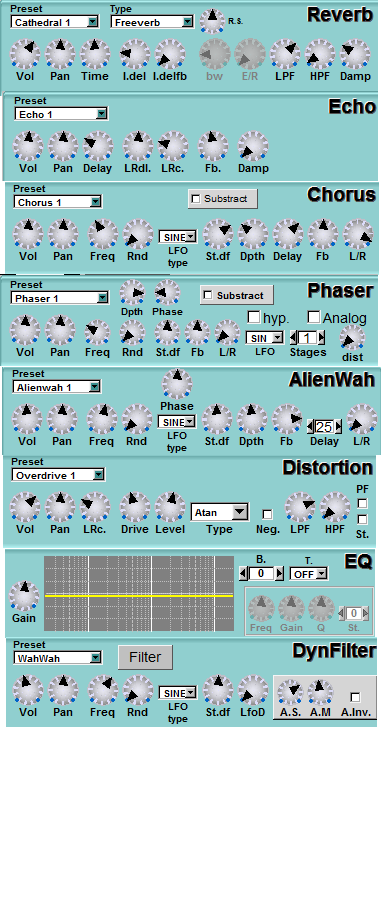 Preset Type Reverb
Cathedral 1 Freeverb R.s.
Vol Pan Time I.del I.delfb bw E/R LPF HPF Damp
Preset Echo
Echo 1
Vol Pan Delay LRdl. LRc. Fb. Damp
Preset Chorus
Chorus 1 Substract
SINE
Vol Pan Freq Rnd LFO type St.df Dpth Delay Fb L/R
Preset Phaser
Phaser 1 Dpth Phase Substract
hyp. Analog
SIN 1
Vol Pan Freq Rnd St.df Fb L/R LFO Stages dist
Preset AlienWah
Alienwah 1
Phase
SINE 25
Vol Pan Freq Rnd LFO type St.df Dpth Fb Delay L/R
Preset Distortion
Overdrive 1
PF
Atan
Vol Pan LRc. Drive Level Type Neg. LPF HPF St.
B. T. EQ
0 OFF
Gain
0
Freq Gain Q St.
Preset DynFilter
WahWah Filter
SINE
Vol Pan Freq Rnd LFO type St.df LfoD A.S. A.M A.Inv.